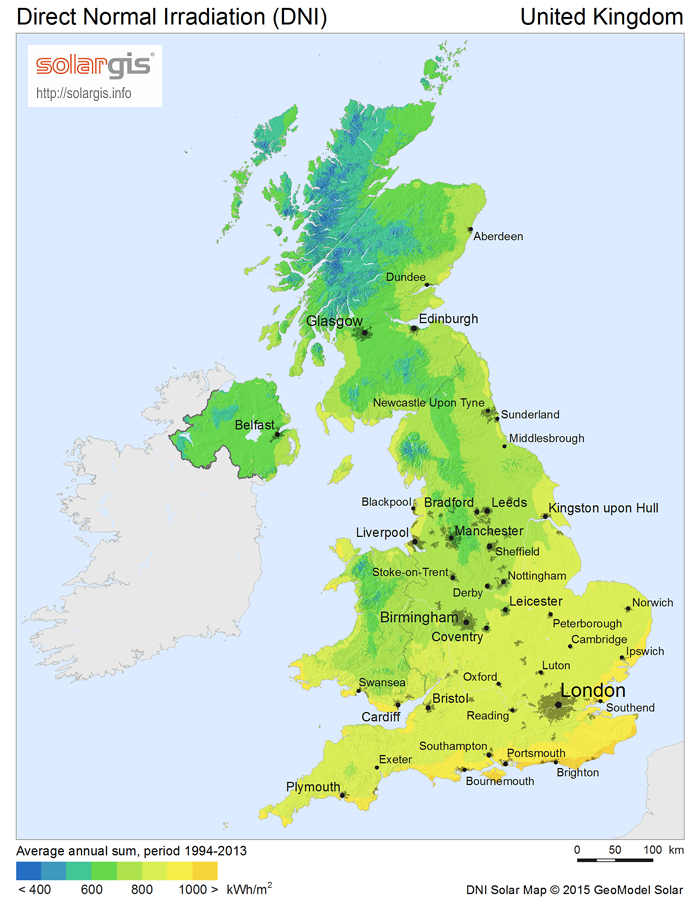 Direct Normal Irradiation (DNI)
United Kingdom
solargis
http://solargis.info
Aberdeen
Dundee
Glasgow
Edinburgh
Newcastle Upon Tyne
Sunderland
Belfast
Middlesbrough
Blackpool
Bradford
Leeds
Kingston upon Hull
Liverpool
Manchester
Sheffield
Stoke-on-Trent
Nottingham
Derby
Leicester
Norwich
Birmingham
Peterborough
Coventry
Cambridge
Ipswich
Luton
Swansea
Oxford
London
Bristol
Cardiff
Reading
Southend
Southampton
Portsmouth
Exeter
Brighton
Bournemouth
Plymouth
Average annual sum, period 1994-2013
0 50 100 km
< 400 600 800 1000 > kWh/m²
DNI Solar Map © 2015 GeoModel Solar